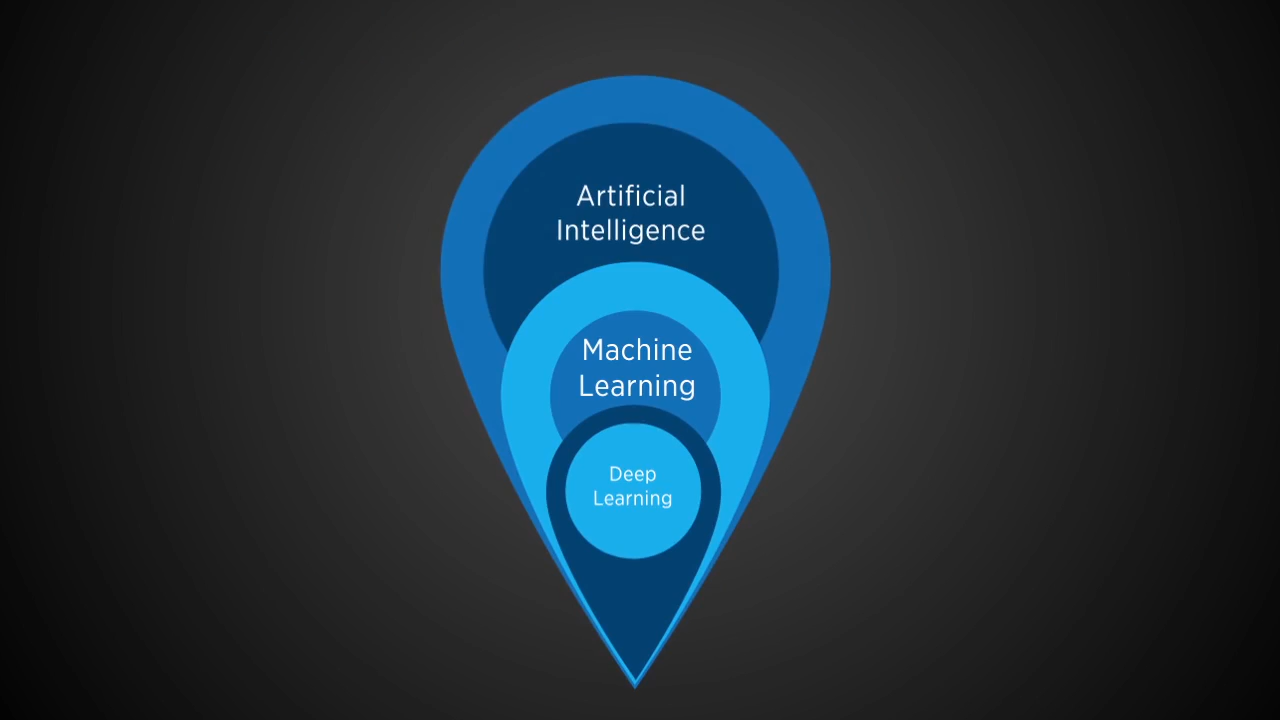 Artificial
Intelligence
Machine
Learning
Deep
Learning